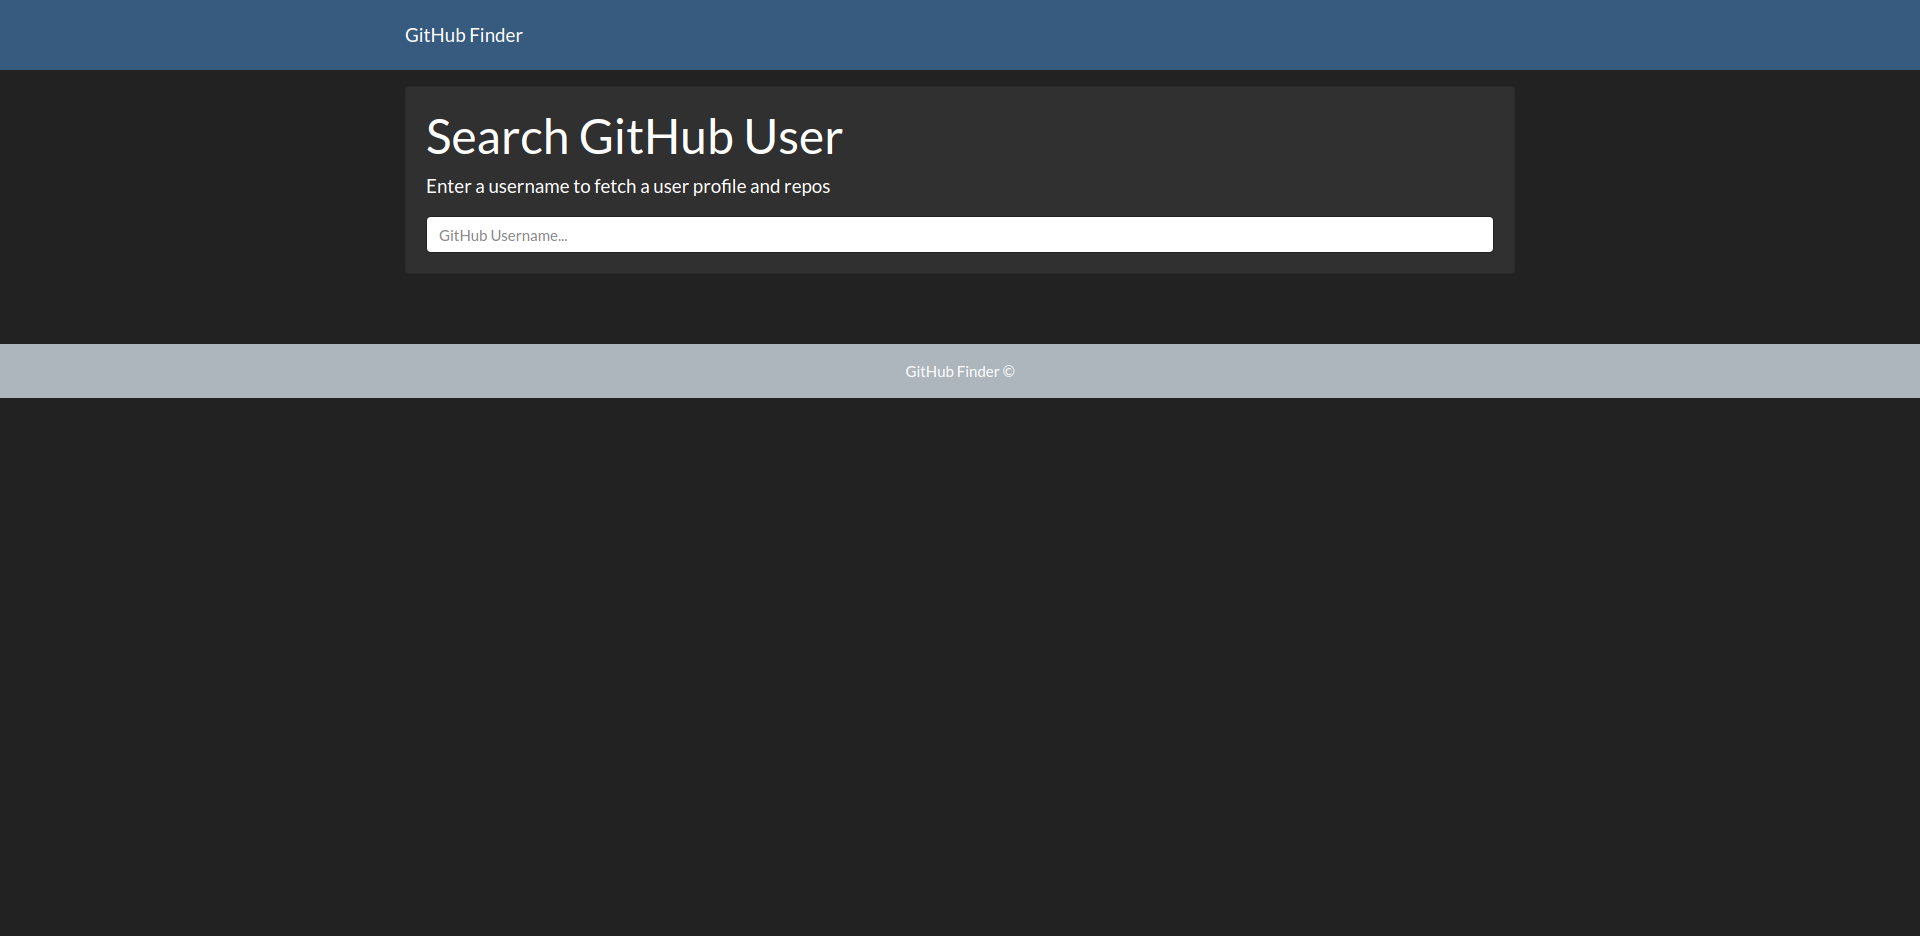 GitHub Finder
Search GitHub User
Enter a username to fetch a user profile and repos
GitHub Username...
GitHub Finder ©